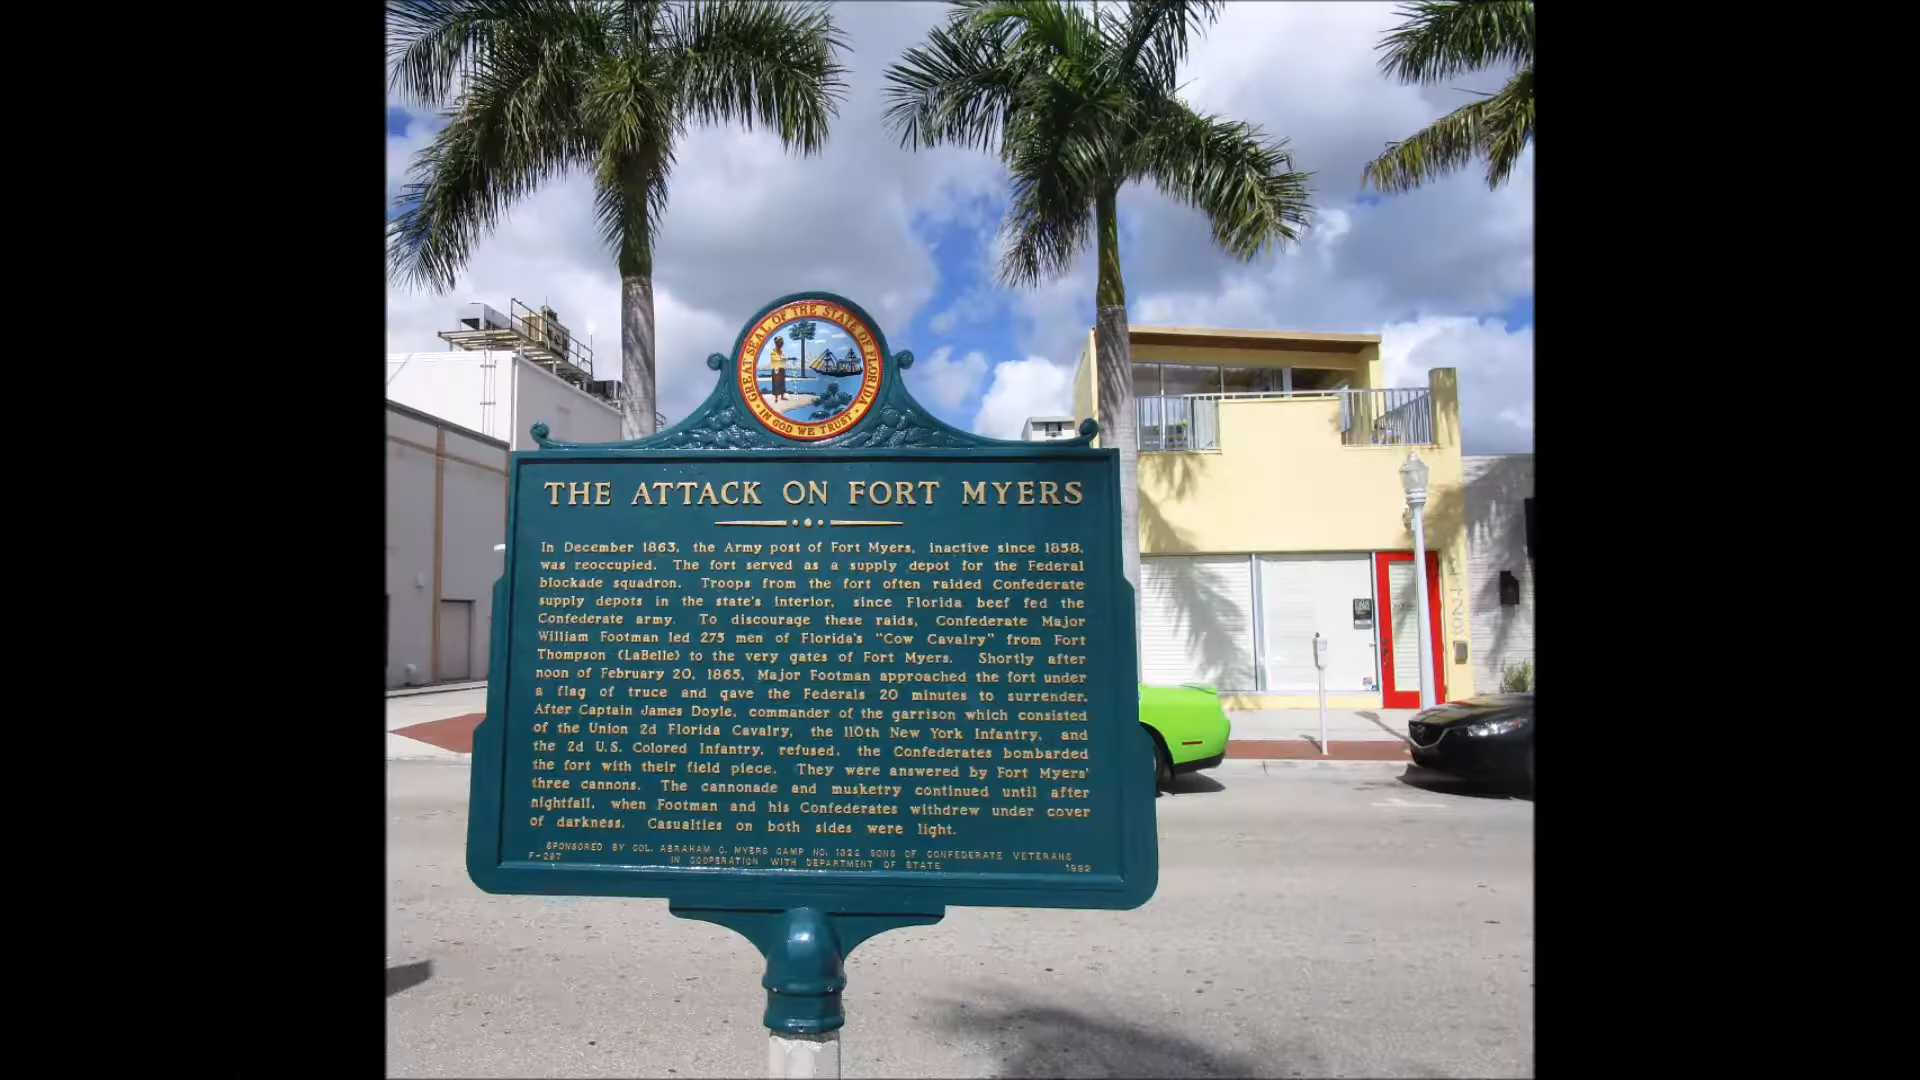 GREAT SEAL OF THE STATE OF FLORIDA
• IN GOD WE TRUST •
THE ATTACK ON FORT MYERS
In December 1863, the Army post of Fort Myers, inactive since 1858,
was reoccupied. The fort served as a supply depot for the Federal
blockade squadron. Troops from the fort often raided Confederate
supply depots in the state's interior, since Florida beef fed the
Confederate army. To discourage these raids, Confederate Major
William Footman led 275 men of Florida's "Cow Cavalry" from Fort
Thompson (LaBelle) to the very gates of Fort Myers. Shortly after
noon of February 20, 1865, Major Footman approached the fort under
a flag of truce and gave the Federals 20 minutes to surrender.
After Captain James Doyle, commander of the garrison which consisted
of the Union 2d Florida Cavalry, the 110th New York Infantry, and
the 2d U.S. Colored Infantry, refused, the Confederates bombarded
the fort with their field piece. They were answered by Fort Myers'
three cannons. The cannonade and musketry continued until after
nightfall, when Footman and his Confederates withdrew under cover
of darkness. Casualties on both sides were light.
SPONSORED BY COL. ABRAHAM C. MYERS CAMP NO. 1322 SONS OF CONFEDERATE VETERANS
F-297 IN COOPERATION WITH DEPARTMENT OF STATE 1982